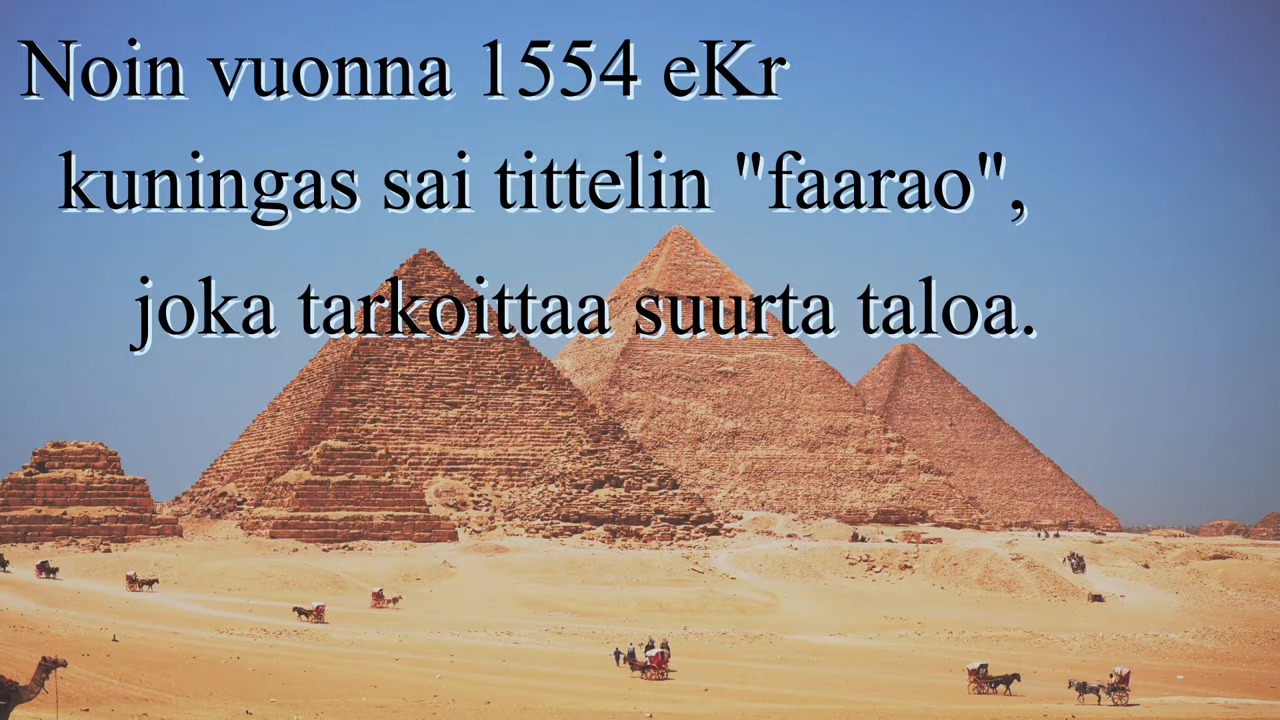 Noin vuonna 1554 eKr
kuningas sai tittelin "faarao",
joka tarkoittaa suurta taloa.